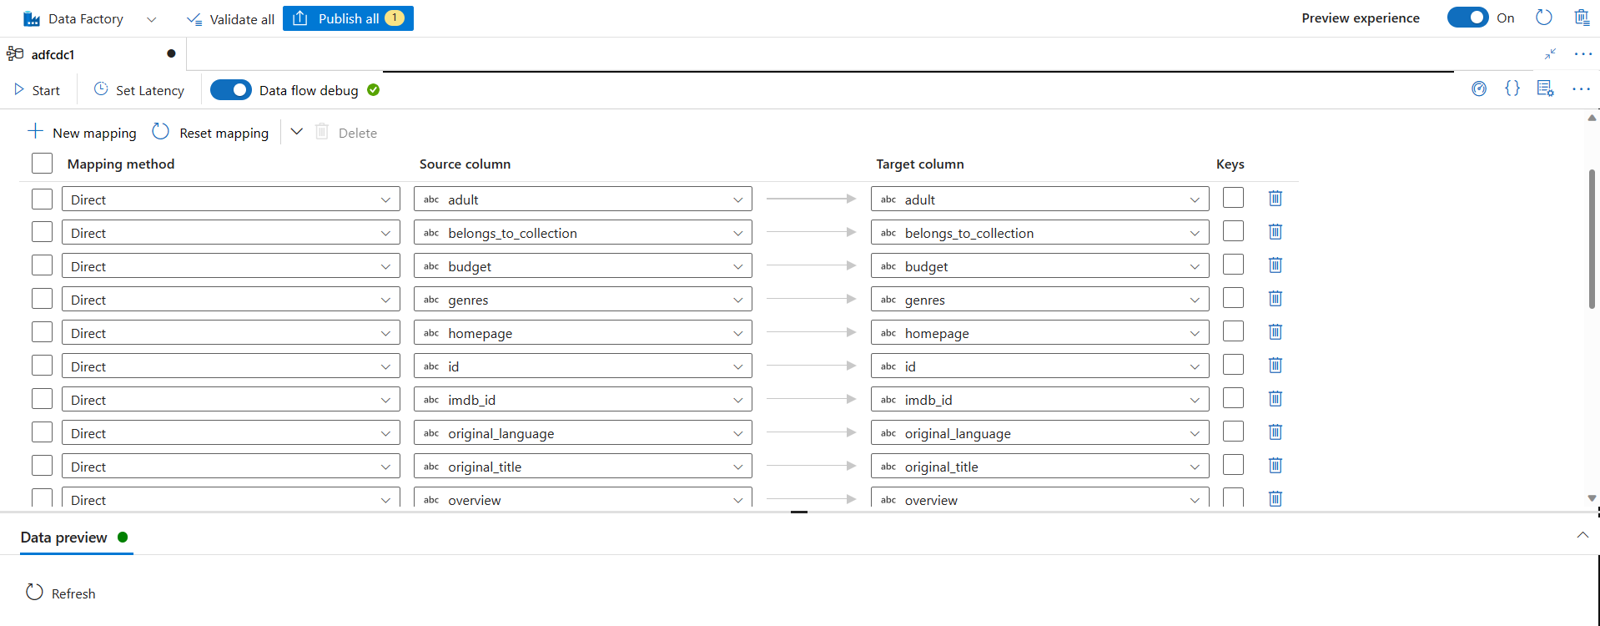 Data Factory Validate all Publish all 1 Preview experience On
adfcdc1
Start Set Latency Data flow debug {}
New mapping Reset mapping Delete
Mapping method Source column Target column Keys
Direct abc adult abc adult
Direct abc belongs_to_collection abc belongs_to_collection
Direct abc budget abc budget
Direct abc genres abc genres
Direct abc homepage abc homepage
Direct abc id abc id
Direct abc imdb_id abc imdb_id
Direct abc original_language abc original_language
Direct abc original_title abc original_title
Direct abc overview abc overview
Data preview
Refresh